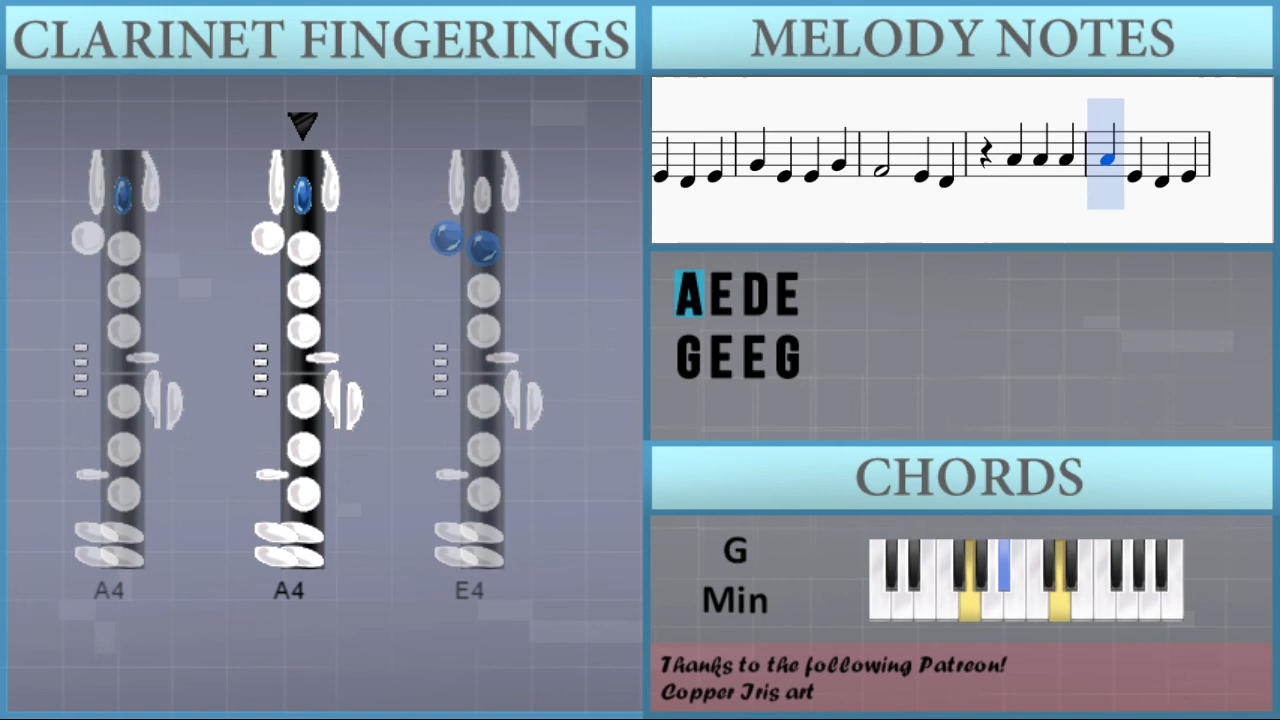 CLARINET FINGERINGS
A4 A4 E4
MELODY NOTES
AEDE
GEEG
CHORDS
G
Min
Thanks to the following Patreon!
Copper Iris art